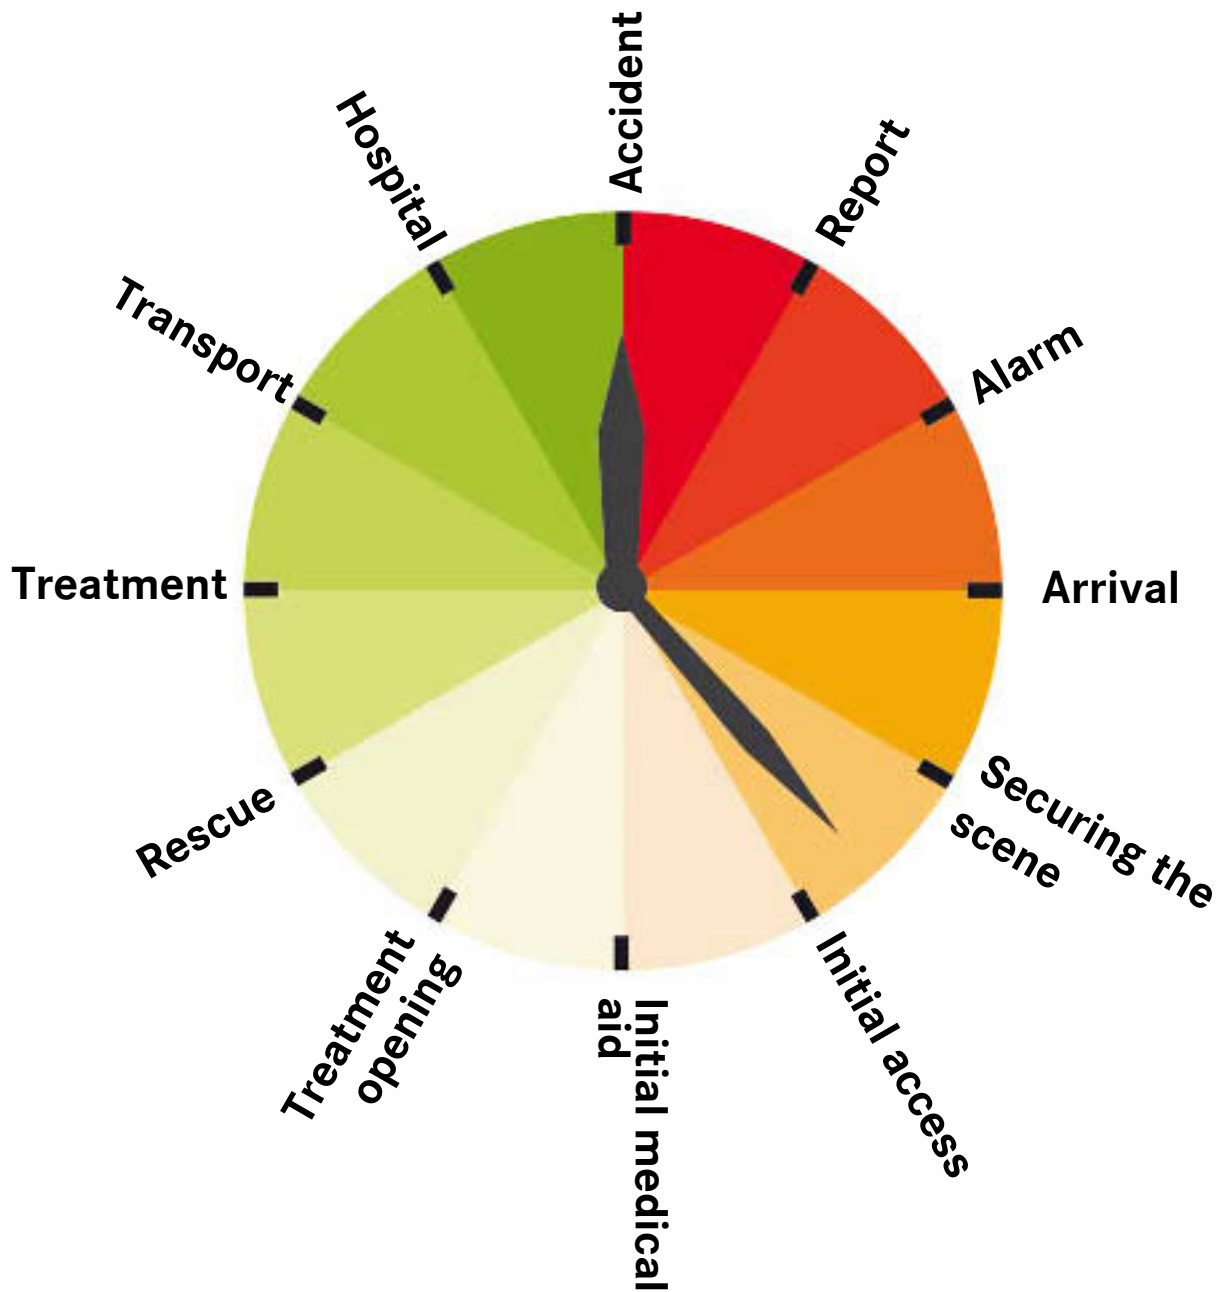 Accident
Report
Alarm
Arrival
Securing the
scene
Initial access
Initial medical
aid
Treatment
opening
Rescue
Treatment
Transport
Hospital